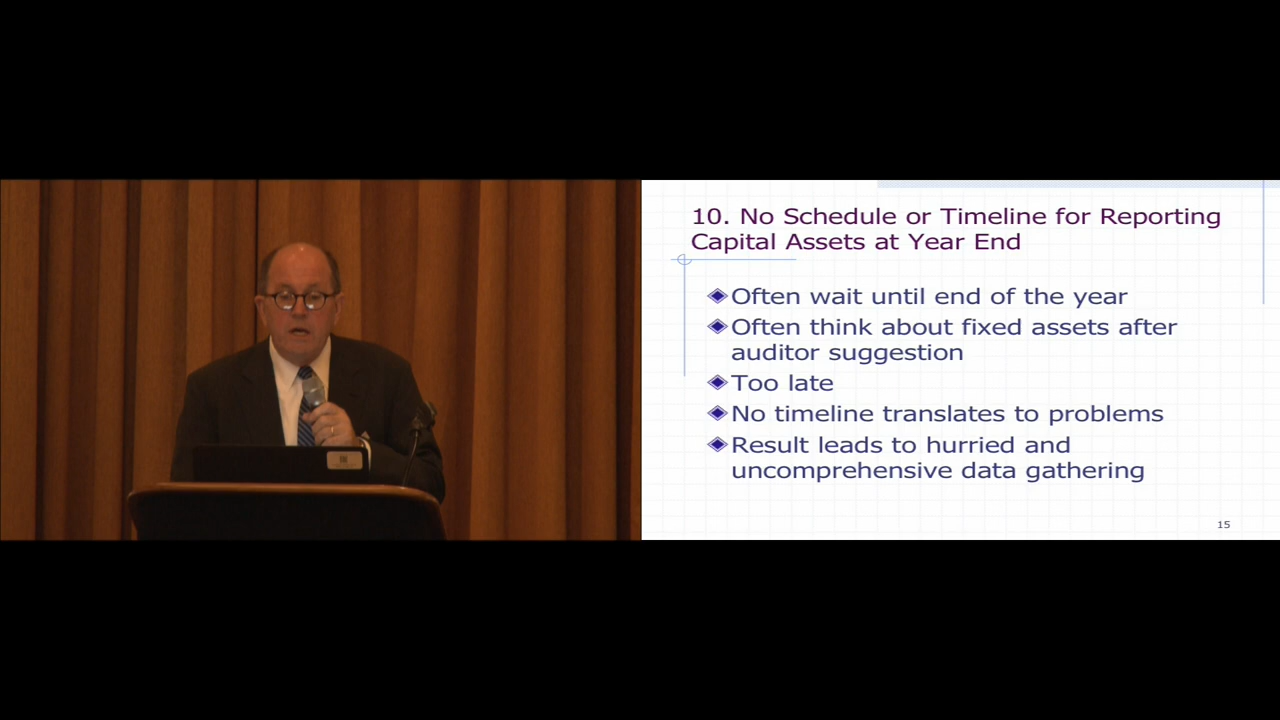 10. No Schedule or Timeline for Reporting
Capital Assets at Year End
Often wait until end of the year
Often think about fixed assets after
auditor suggestion
Too late
No timeline translates to problems
Result leads to hurried and
uncomprehensive data gathering
15